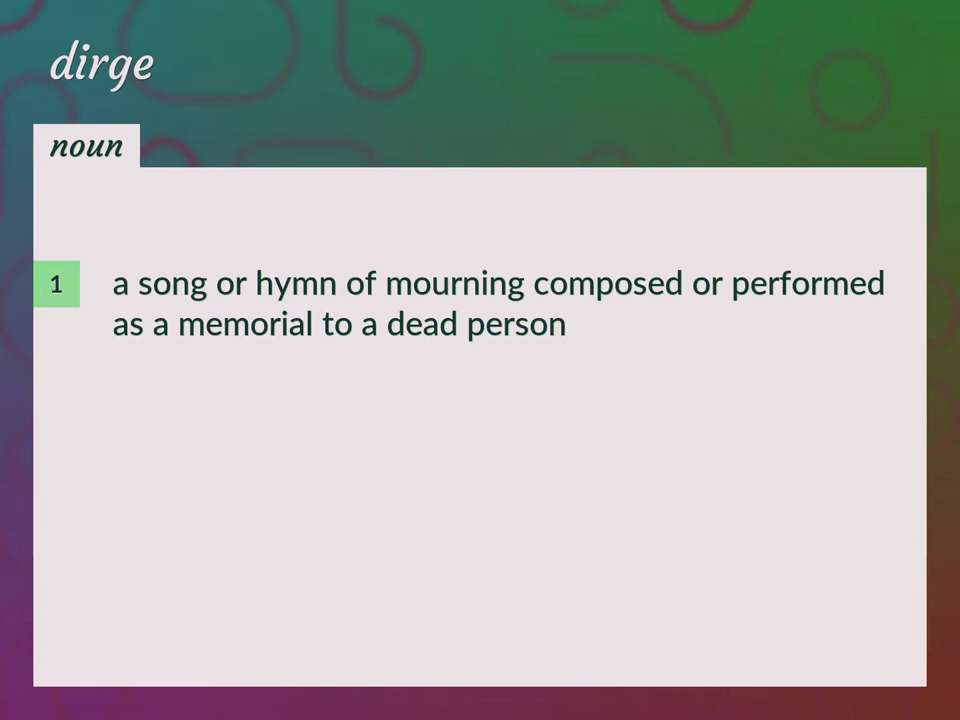 dirge
noun
1
a song or hymn of mourning composed or performed
as a memorial to a dead person